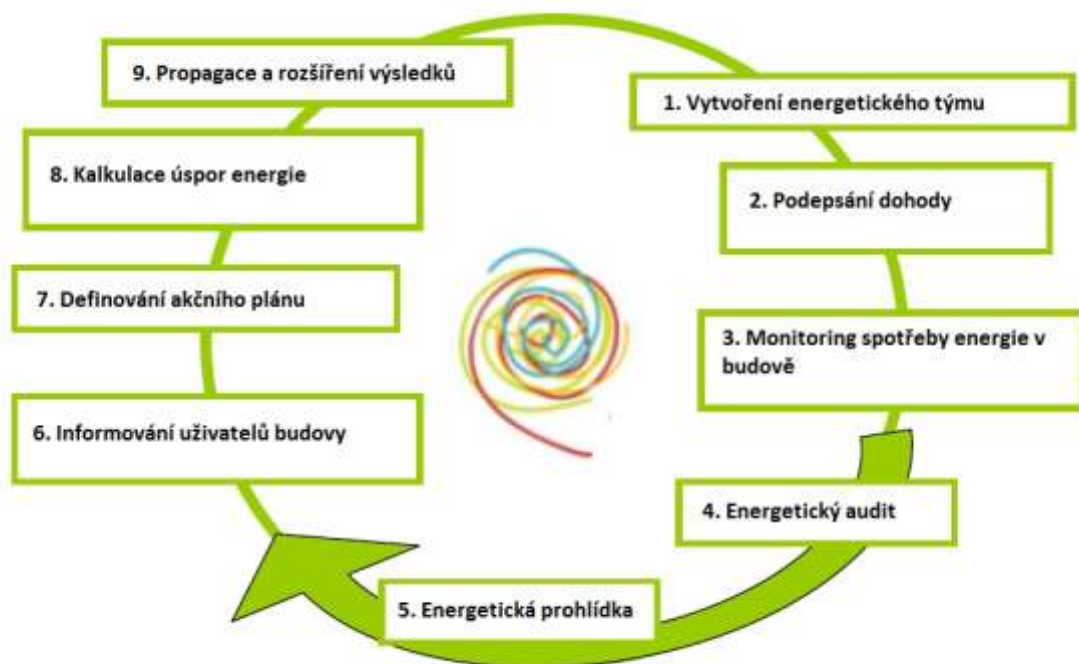 1. Vytvoření energetického týmu
2. Podepsání dohody
3. Monitoring spotřeby energie v
budově
4. Energetický audit
5. Energetická prohlídka
6. Informování uživatelů budovy
7. Definování akčního plánu
8. Kalkulace úspor energie
9. Propagace a rozšíření výsledků